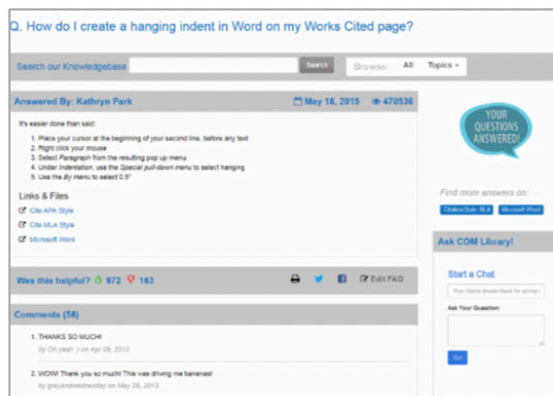 Q. How do I create a hanging indent in Word on my Works Cited page?
Search our Knowledgebase
Search
Browse:
All
Topics
Answered By: Kathryn Park
May 18, 2015
470536
It's easier done than said:
1. Place your cursor at the beginning of your second line, before any text
2. Right click your mouse
3. Select Paragraph from the resulting pop up menu
4. Under Indentation, use the Special pull-down menu to select hanging
5. Use the By menu to select 0.5"
Links & Files
Cite APA Style
Cite MLA Style
Microsoft Word
Was this helpful?
972
163
Edit FAQ
Comments (58)
1. THANKS SO MUCH!
by Oh yeah :) on Apr 09, 2013.
2. WOW! Thank you so much! This was driving me bananas!
by greyandwednesday on May 28, 2013.
YOUR
QUESTIONS
ANSWERED!
Find more answers on:
Citation Style: MLA
Microsoft Word
Ask COM Library!
Start a Chat
Your Name (leave blank for anonym
Ask Your Question:
Go!